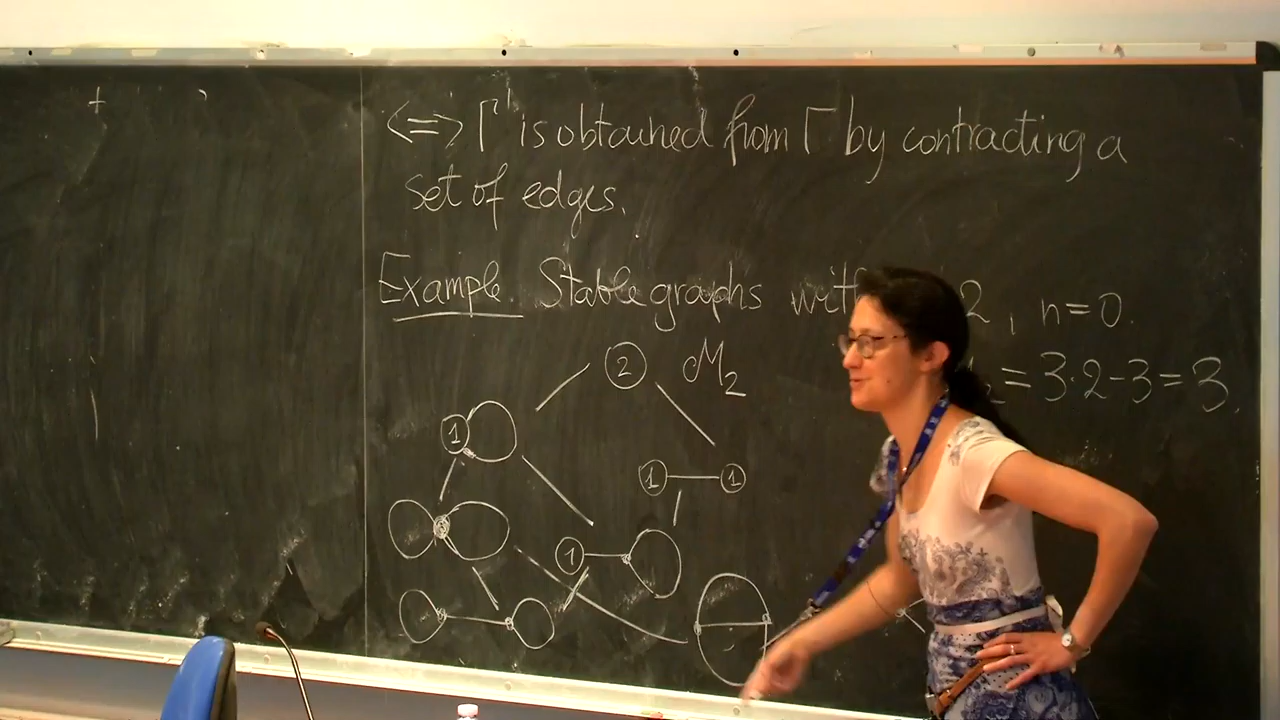 <=> Γ' is obtained from Γ by contracting a
set of edges.
Example. Stable graphs with 2, n=0.
2 M₂
₂ = 3·2-3 = 3.
1
1 1
1